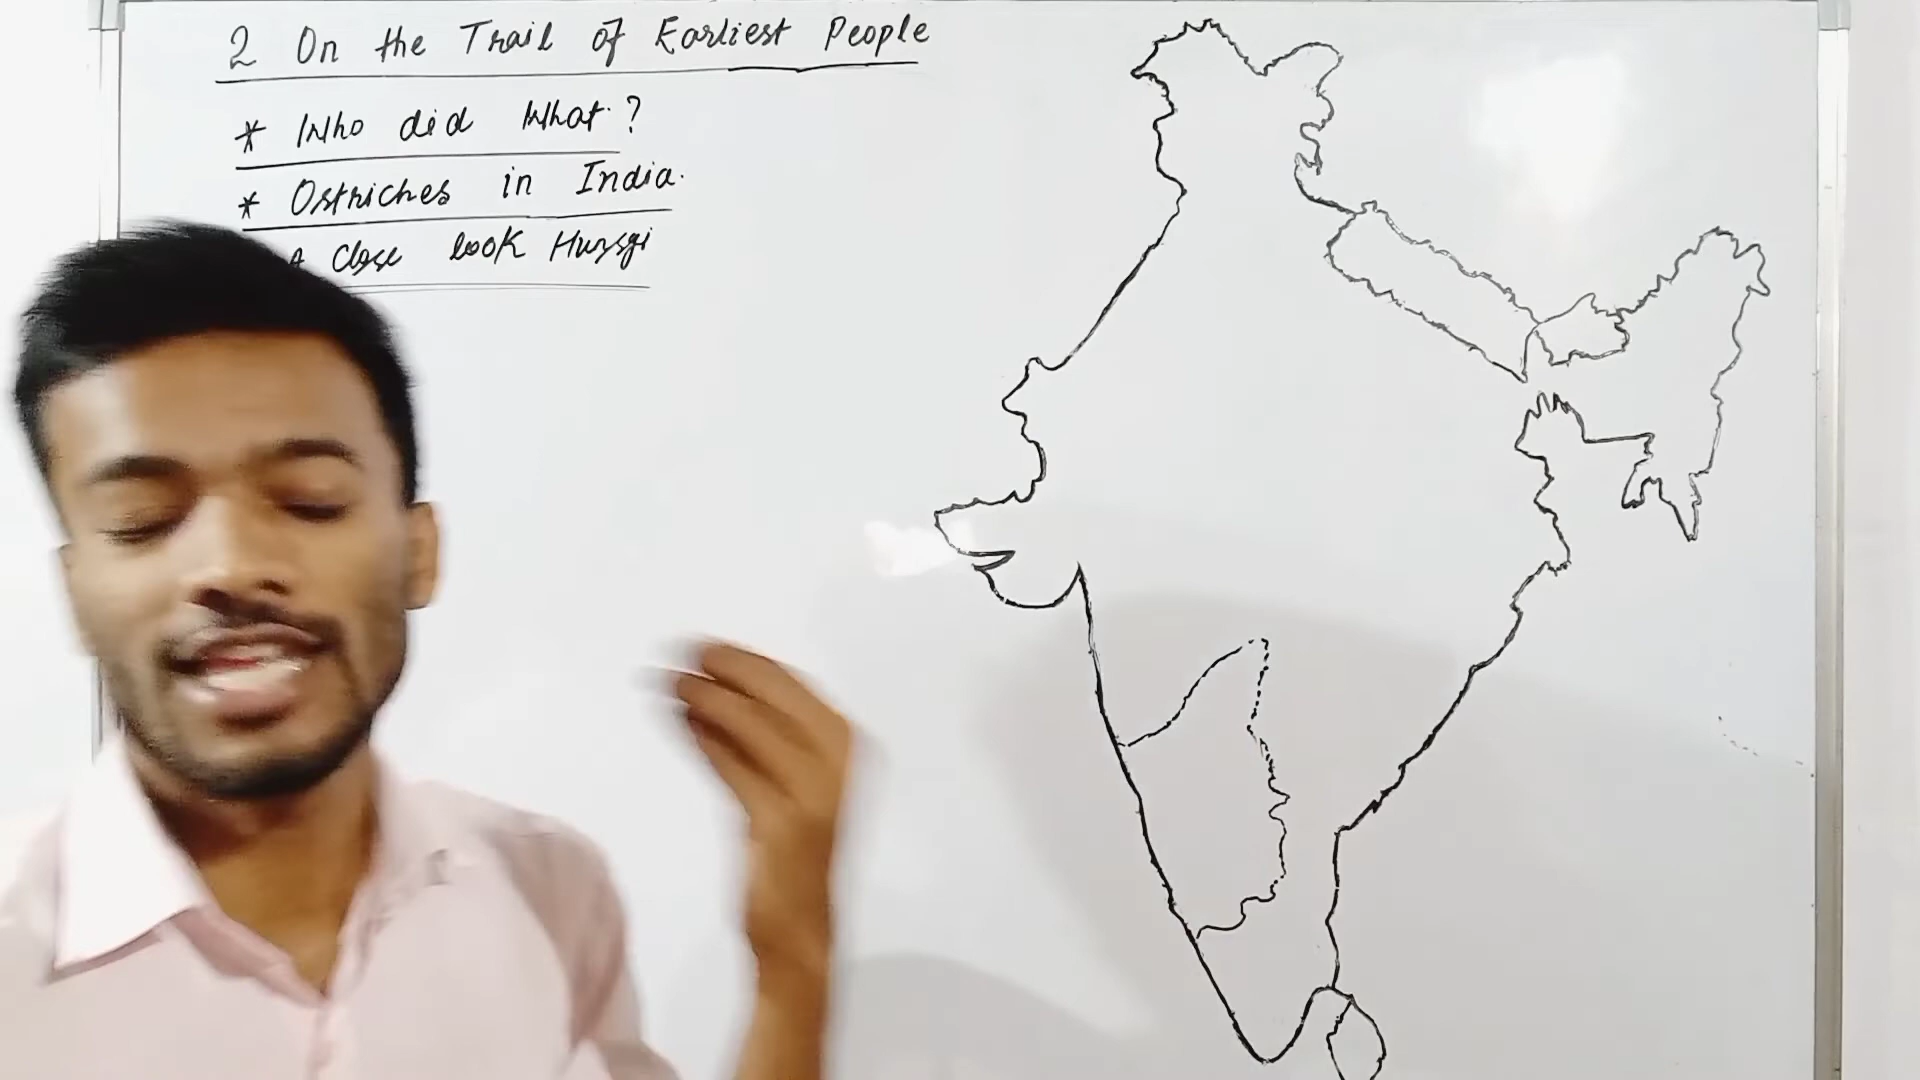 2 On the Trail of Earliest People
* Who did What?
* Ostriches in India.
A Close look Hunsgi